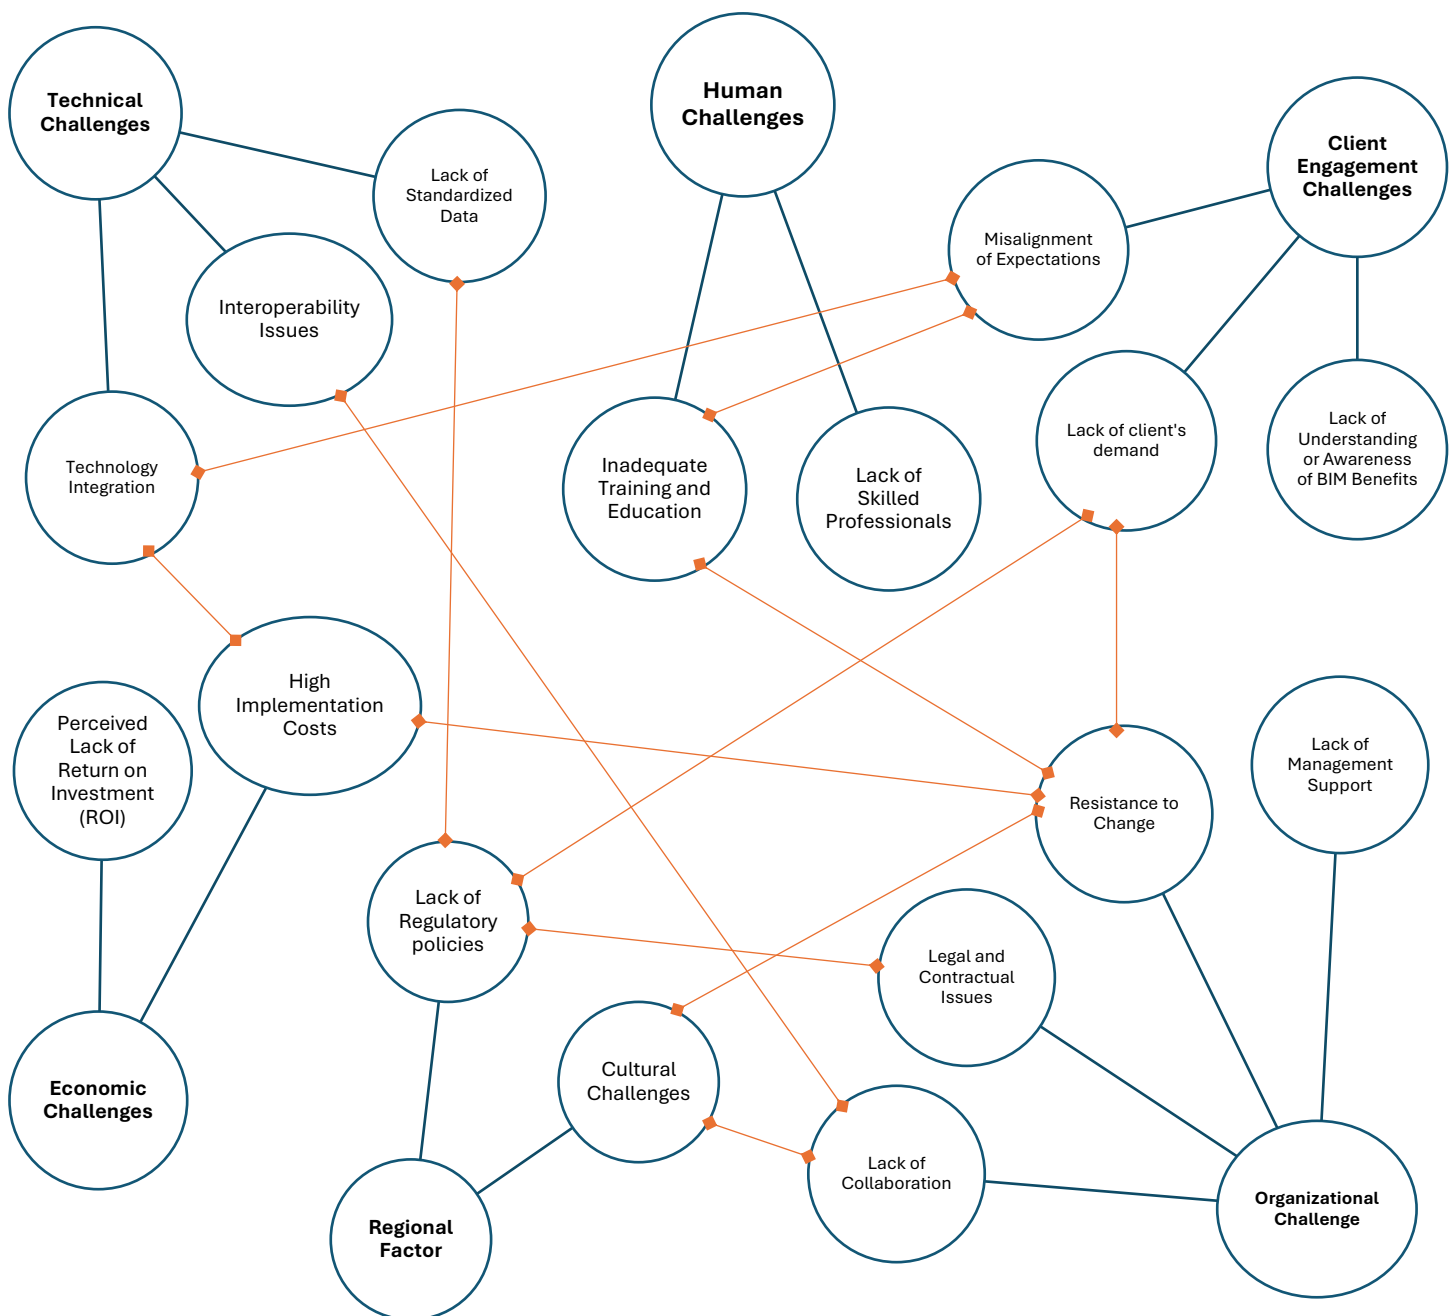 Technical
Challenges
Lack of
Standardized
Data
Human
Challenges
Client
Engagement
Challenges
Misalignment
of Expectations
Interoperability
Issues
Technology
Integration
Inadequate
Training and
Education
Lack of
Skilled
Professionals
Lack of client's
demand
Lack of
Understanding
or Awareness
of BIM Benefits
High
Implementation
Costs
Perceived
Lack of
Return on
Investment
(ROI)
Resistance to
Change
Lack of
Management
Support
Lack of
Regulatory
policies
Legal and
Contractual
Issues
Economic
Challenges
Cultural
Challenges
Lack of
Collaboration
Regional
Factor
Organizational
Challenge